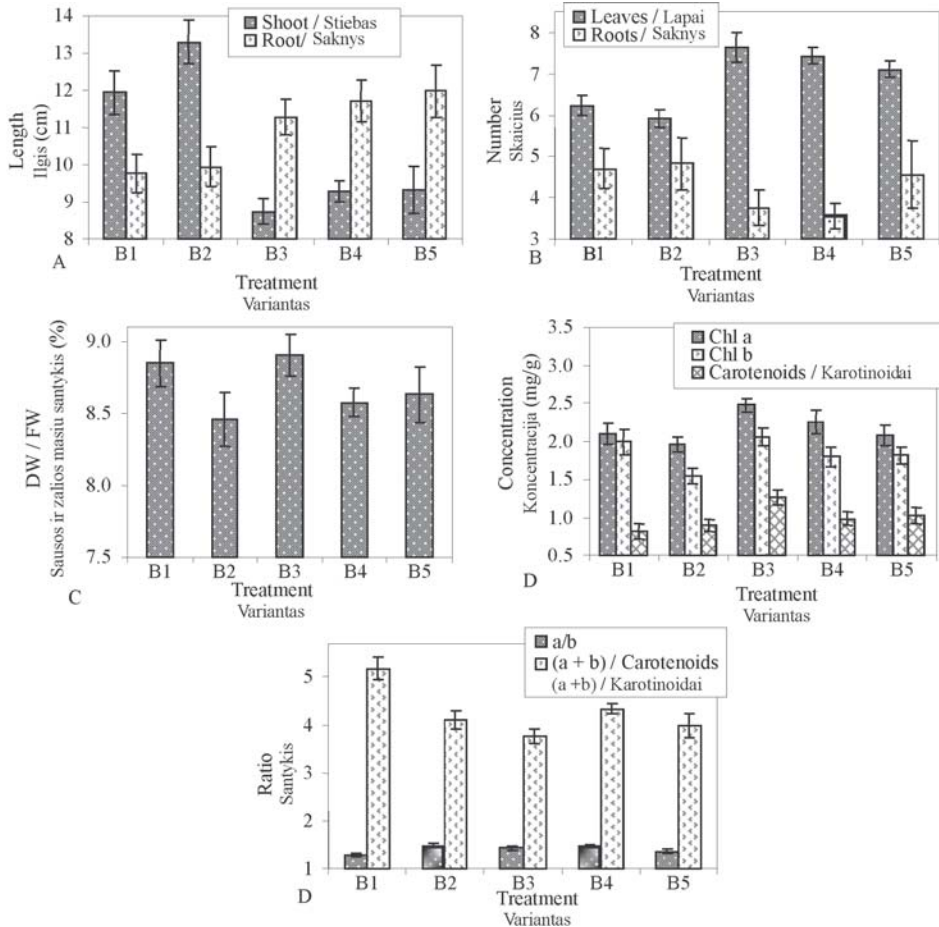 Shoot / Stiebas
Root/ Saknys
Length
Ilgis (cm)
14
13
12
11
10
9
8
B1 B2 B3 B4 B5
A
Treatment
Variantas
Leaves / Lapai
Roots / Saknys
Number
Skaicius
8
7
6
5
4
3
B1 B2 B3 B4 B5
B
Treatment
Variantas
DW / FW
Sausos ir zalios masiu santykis (%)
9.0
8.5
8.0
7.5
B1 B2 B3 B4 B5
C
Treatment
Variantas
Chl a
Chl b
Carotenoids / Karotinoidai
Concentration
Koncentracija (mg/g)
3.5
3.0
2.5
2.0
1.5
1.0
0.5
B1 B2 B3 B4 B5
D
Treatment
Variantas
a/b
(a + b) / Carotenoids
(a +b) / Karotinoidai
Ratio
Santykis
5
4
3
2
1
B1 B2 B3 B4 B5
D
Treatment
Variantas